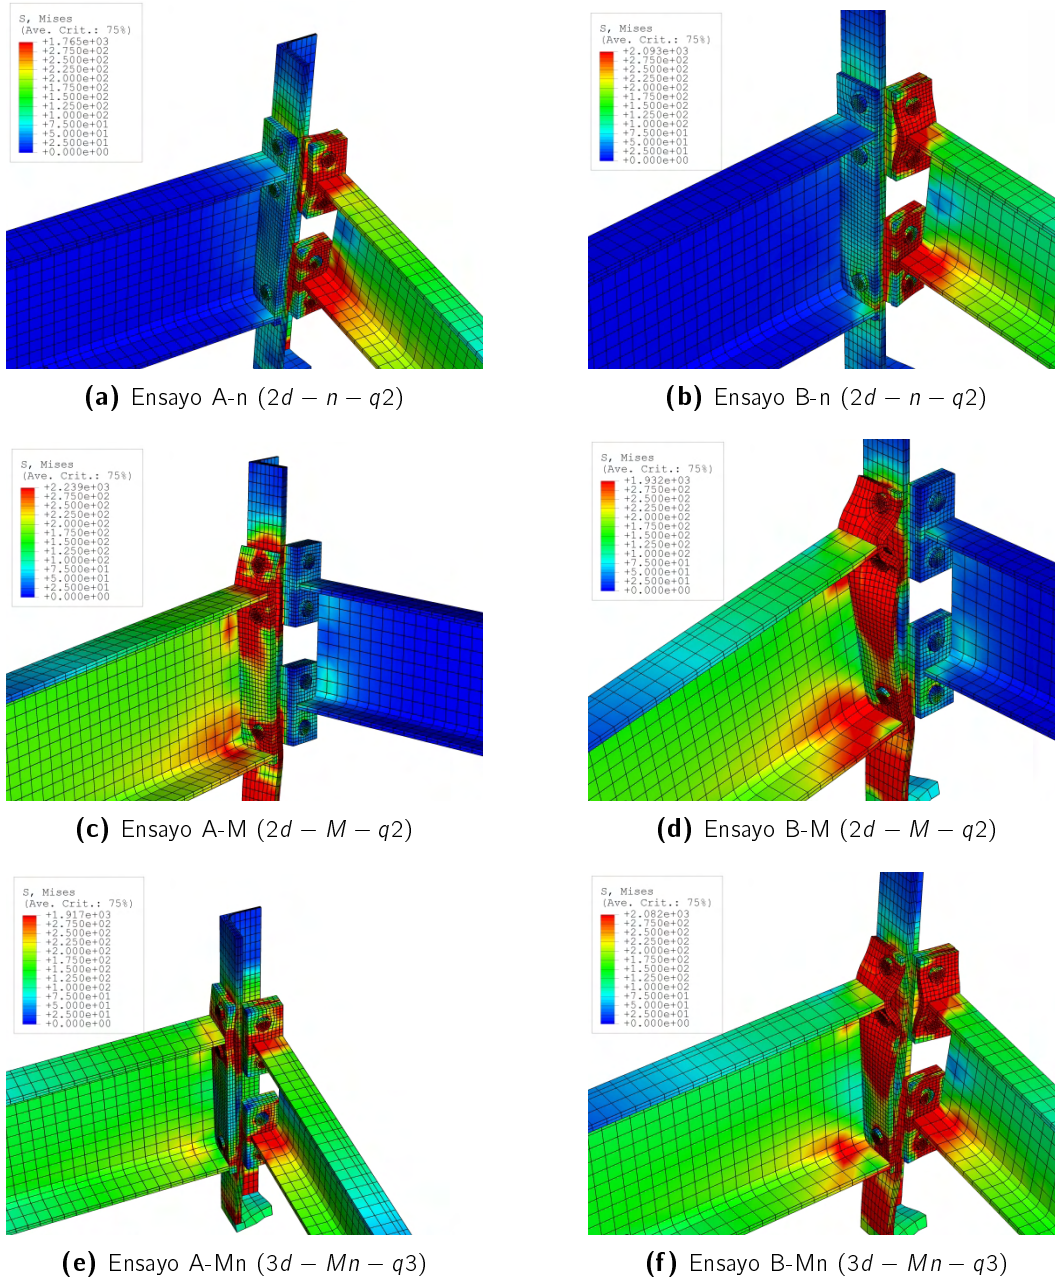 S, Mises
(Ave. Crit.: 75%)
+1.765e+03
+2.750e+02
+2.500e+02
+2.250e+02
+2.000e+02
+1.750e+02
+1.500e+02
+1.250e+02
+1.000e+02
+7.500e+01
+5.000e+01
+2.500e+01
+0.000e+00
(a) Ensayo A-n (2d − n − q2)
S, Mises
(Ave. Crit.: 75%)
+2.093e+03
+2.750e+02
+2.500e+02
+2.250e+02
+2.000e+02
+1.750e+02
+1.500e+02
+1.250e+02
+1.000e+02
+7.500e+01
+5.000e+01
+2.500e+01
+0.000e+00
(b) Ensayo B-n (2d − n − q2)
S, Mises
(Ave. Crit.: 75%)
+2.239e+03
+2.750e+02
+2.500e+02
+2.250e+02
+2.000e+02
+1.750e+02
+1.500e+02
+1.250e+02
+1.000e+02
+7.500e+01
+5.000e+01
+2.500e+01
+0.000e+00
(c) Ensayo A-M (2d − M − q2)
S, Mises
(Ave. Crit.: 75%)
+1.932e+03
+2.750e+02
+2.500e+02
+2.250e+02
+2.000e+02
+1.750e+02
+1.500e+02
+1.250e+02
+1.000e+02
+7.500e+01
+5.000e+01
+2.500e+01
+0.000e+00
(d) Ensayo B-M (2d − M − q2)
S, Mises
(Ave. Crit.: 75%)
+1.917e+03
+2.750e+02
+2.500e+02
+2.250e+02
+2.000e+02
+1.750e+02
+1.500e+02
+1.250e+02
+1.000e+02
+7.500e+01
+5.000e+01
+2.500e+01
+0.000e+00
(e) Ensayo A-Mn (3d − Mn − q3)
S, Mises
(Ave. Crit.: 75%)
+2.082e+03
+2.750e+02
+2.500e+02
+2.250e+02
+2.000e+02
+1.750e+02
+1.500e+02
+1.250e+02
+1.000e+02
+7.500e+01
+5.000e+01
+2.500e+01
+0.000e+00
(f) Ensayo B-Mn (3d − Mn − q3)